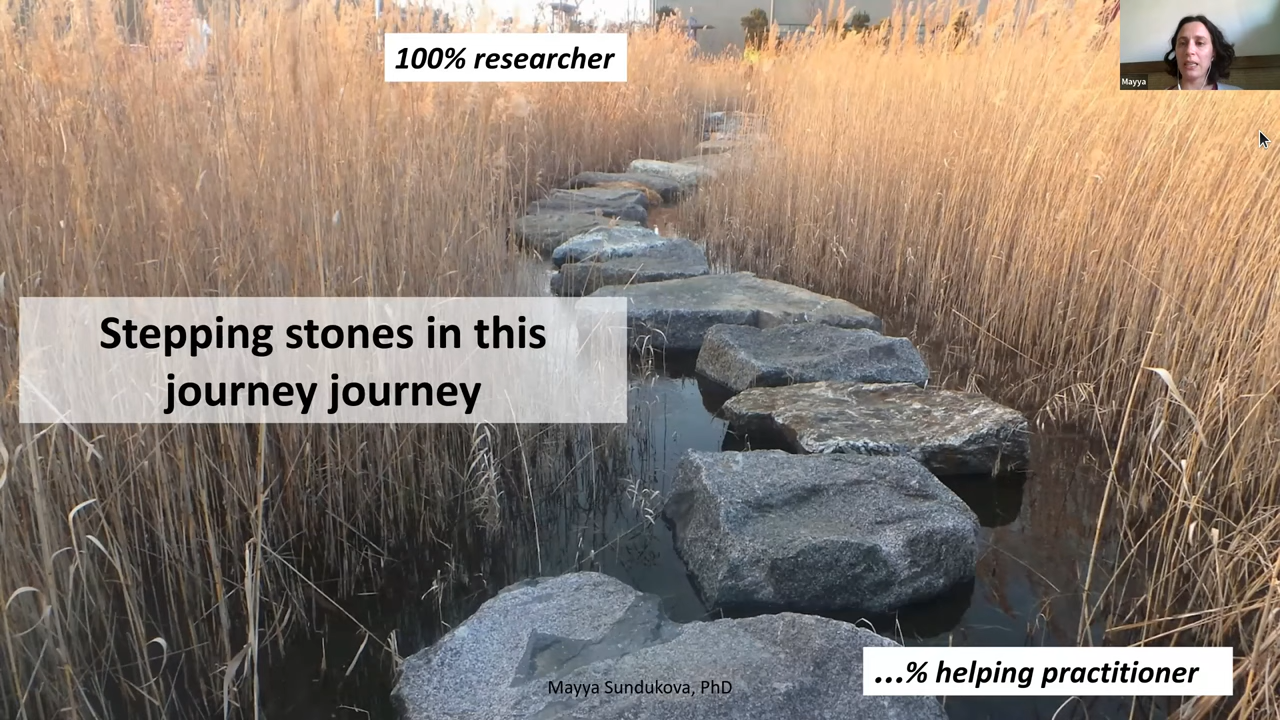 100% researcher
Mayya
Stepping stones in this
journey journey
...% helping practitioner
Mayya Sundukova, PhD